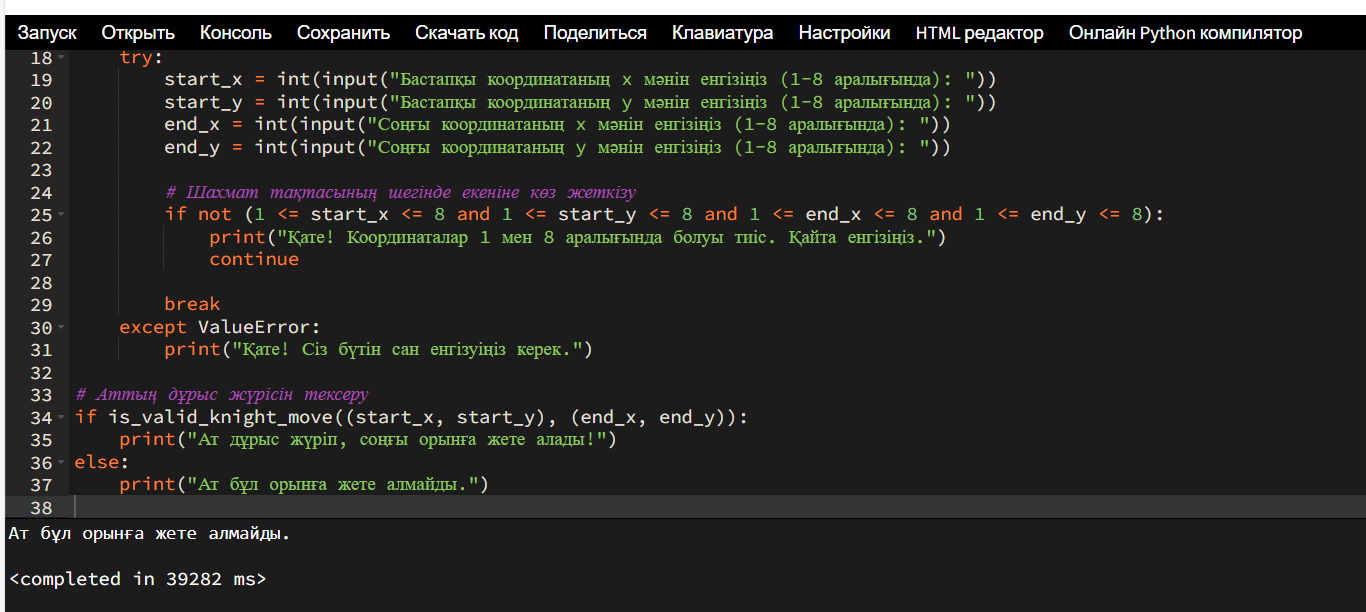 Запуск Открыть Консоль Сохранить Скачать код Поделиться Клавиатура Настройки HTML редактор Онлайн Python компилятор
18 try:
19 start_x = int(input("Бастапқы координатаның x мәнін енгізіңіз (1-8 аралығында): "))
20 start_y = int(input("Бастапқы координатаның y мәнін енгізіңіз (1-8 аралығында): "))
21 end_x = int(input("Соңғы координатаның x мәнін енгізіңіз (1-8 аралығында): "))
22 end_y = int(input("Соңғы координатаның y мәнін енгізіңіз (1-8 аралығында): "))
23
24 # Шахмат тақтасының шегінде екеніне көз жеткізу
25 if not (1 <= start_x <= 8 and 1 <= start_y <= 8 and 1 <= end_x <= 8 and 1 <= end_y <= 8):
26 print("Қате! Координаталар 1 мен 8 аралығында болуы тиіс. Қайта енгізіңіз.")
27 continue
28
29 break
30 except ValueError:
31 print("Қате! Сіз бүтін сан енгізуіңіз керек.")
32
33 # Аттың дұрыс жүрісін тексеру
34 if is_valid_knight_move((start_x, start_y), (end_x, end_y)):
35 print("Ат дұрыс жүріп, соңғы орынға жете алады!")
36 else:
37 print("Ат бұл орынға жете алмайды.")
38
Ат бұл орынға жете алмайды.
<completed in 39282 ms>